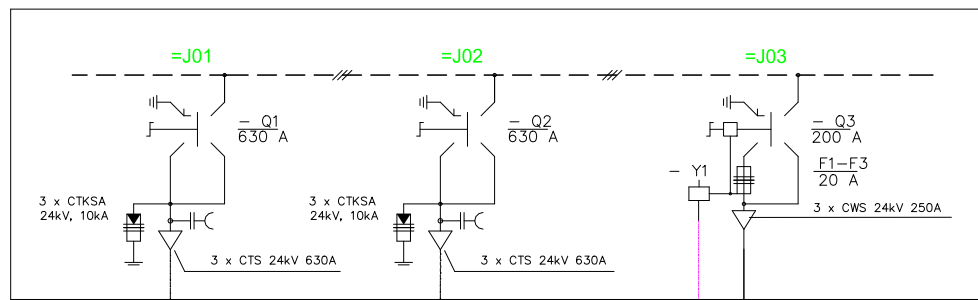 =J01
=J02
=J03
- Q1
630 A
- Q2
630 A
- Q3
200 A
F1-F3
20 A
- Y1
3 x CTKSA
24kV, 10kA
3 x CTKSA
24kV, 10kA
3 x CWS 24kV 250A
3 x CTS 24kV 630A
3 x CTS 24kV 630A